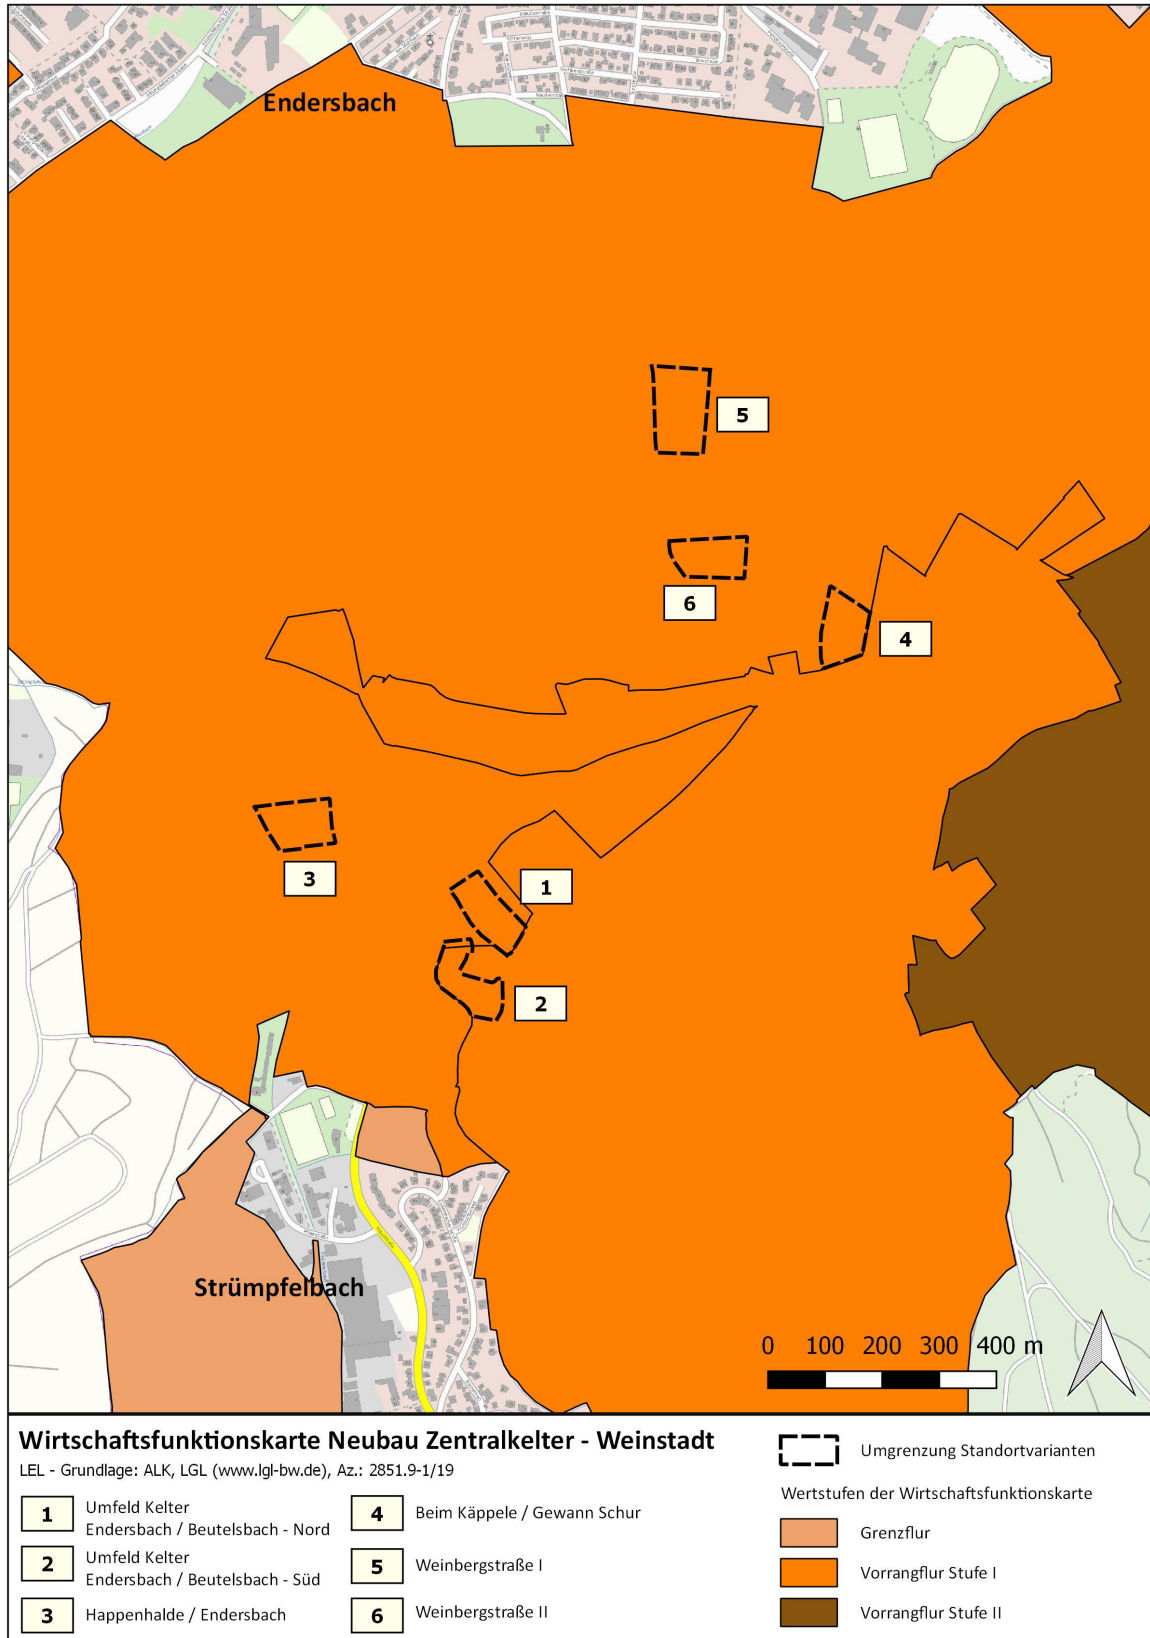 Endersbach
5
6
4
3
1
2
Strümpfelbach
0 100 200 300 400 m
Wirtschaftsfunktionskarte Neubau Zentralkelter - Weinstadt
LEL - Grundlage: ALK, LGL (www.lgl-bw.de), Az.: 2851.9-1/19
1 Umfeld Kelter
Endersbach / Beutelsbach - Nord
2 Umfeld Kelter
Endersbach / Beutelsbach - Süd
3 Happenhalde / Endersbach
4 Beim Käppele / Gewann Schur
5 Weinbergstraße I
6 Weinbergstraße II
Umgrenzung Standortvarianten
Wertstufen der Wirtschaftsfunktionskarte
Grenzflur
Vorrangflur Stufe I
Vorrangflur Stufe II